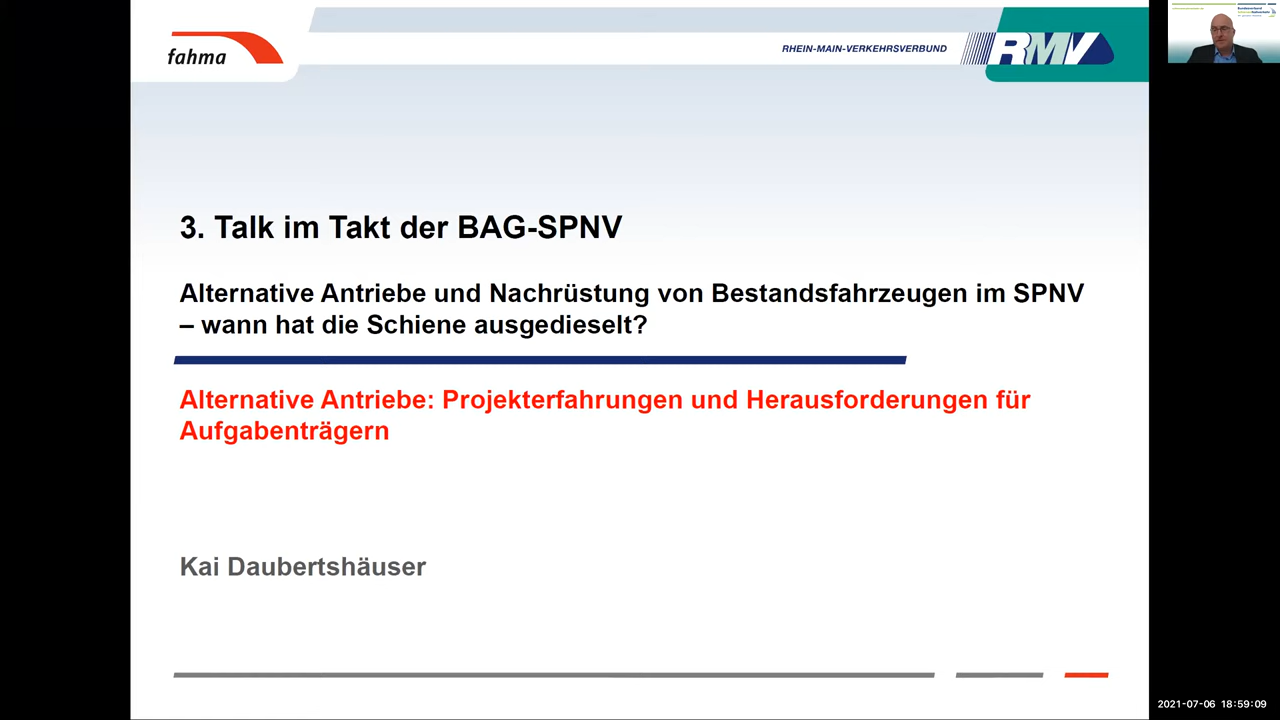 fahma
RHEIN-MAIN-VERKEHRSVERBUND
RMV
3. Talk im Takt der BAG-SPNV
Alternative Antriebe und Nachrüstung von Bestandsfahrzeugen im SPNV
– wann hat die Schiene ausgedieselt?
Alternative Antriebe: Projekterfahrungen und Herausforderungen für
Aufgabenträgern
Kai Daubertshäuser
2021-07-06 18:59:09